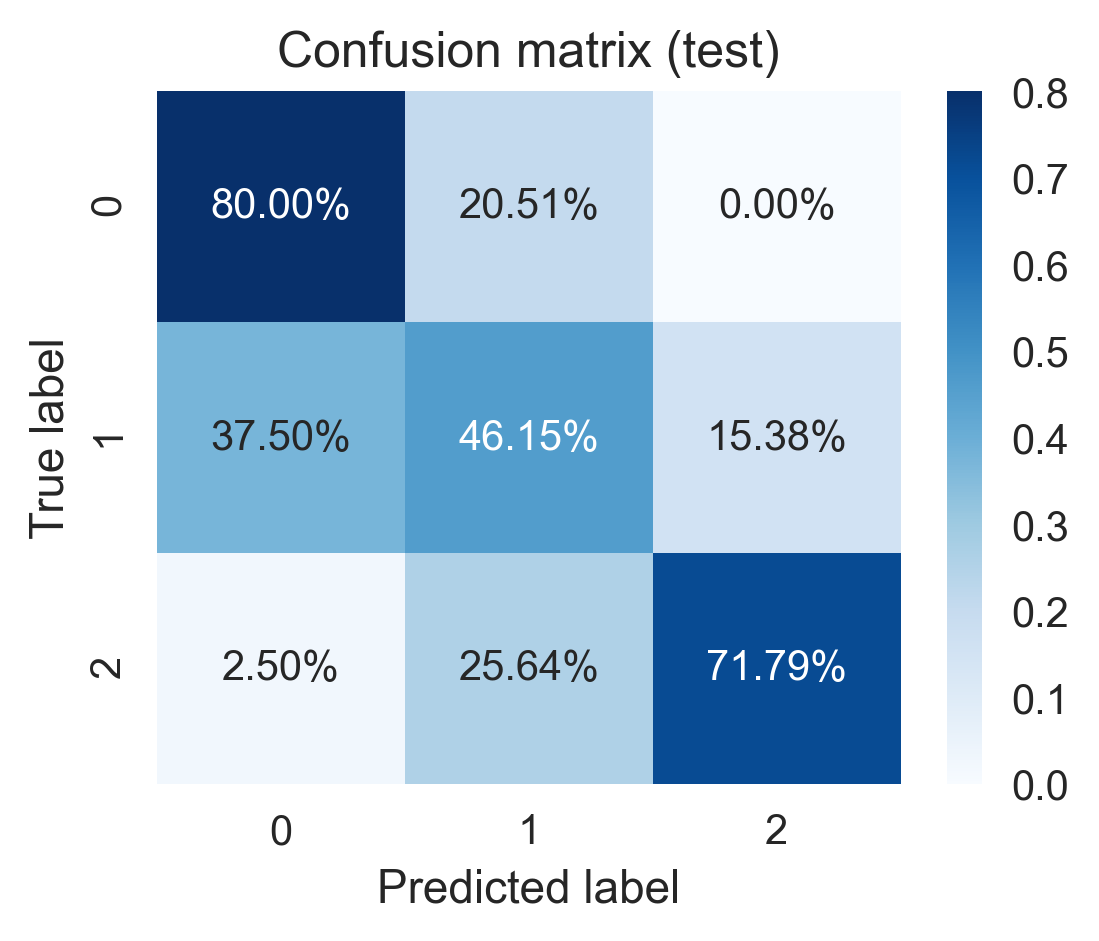 Confusion matrix (test)
0.8
0.7
0.6
0.5
0.4
0.3
0.2
0.1
0.0
True label
0
80.00% 20.51% 0.00%
1
37.50% 46.15% 15.38%
2
2.50% 25.64% 71.79%
0 1 2
Predicted label